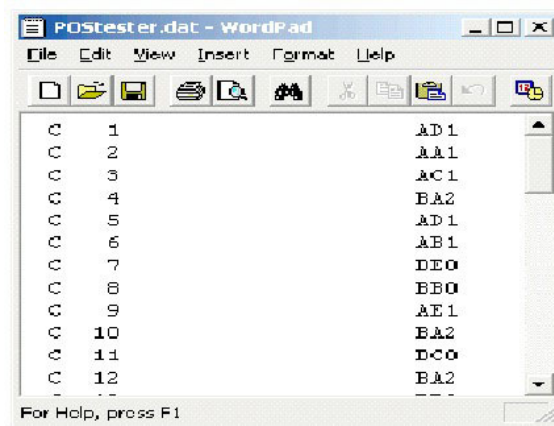 POStester.dat - WordPad
File Edit View Insert Format Help
C 1 AD1
C 2 AA1
C 3 AC1
C 4 BA2
C 5 AD1
C 6 AB1
C 7 DE0
C 8 BB0
C 9 AE1
C 10 BA2
C 11 DC0
C 12 BA2
For Help, press F1